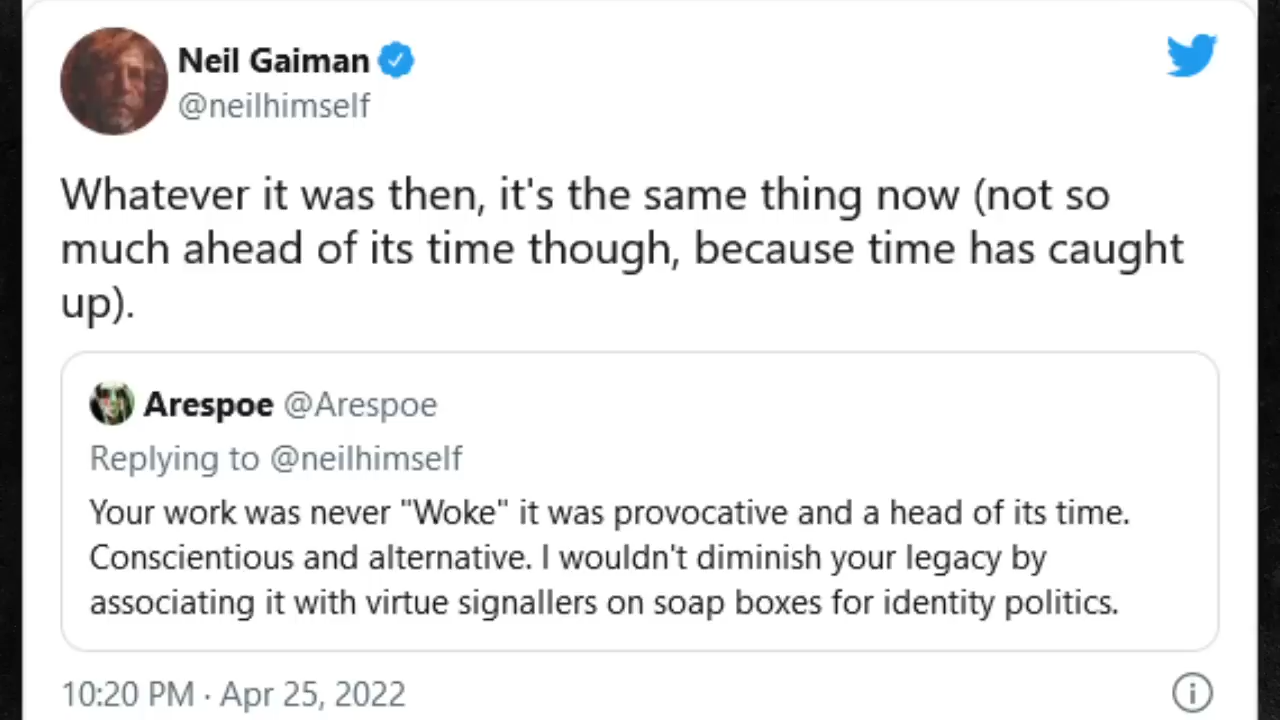 Neil Gaiman
@neilhimself
Whatever it was then, it's the same thing now (not so
much ahead of its time though, because time has caught
up).
Arespoe @Arespoe
Replying to @neilhimself
Your work was never "Woke" it was provocative and a head of its time.
Conscientious and alternative. I wouldn't diminish your legacy by
associating it with virtue signallers on soap boxes for identity politics.
10:20 PM · Apr 25, 2022